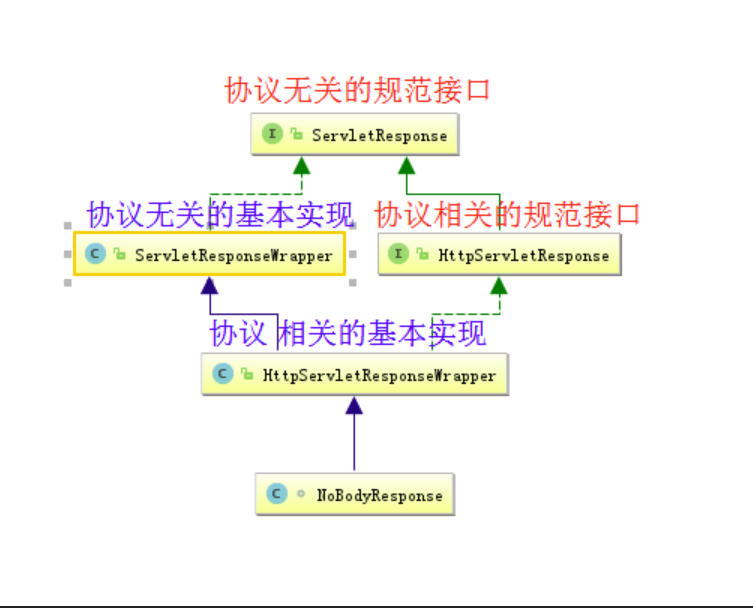 协议无关的规范接口
I ServletResponse
协议无关的基本实现 协议相关的规范接口
C ServletResponseWrapper I HttpServletResponse
协议 相关的基本实现
C HttpServletResponseWrapper
C NoBodyResponse